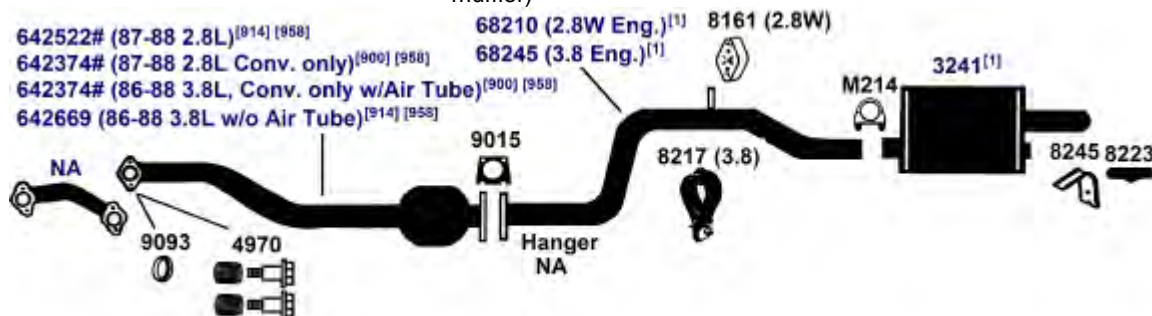 muffler)
642522# (87-88 2.8L)[914] [958]
642374# (87-88 2.8L Conv. only)[900] [958]
642374# (86-88 3.8L, Conv. only w/Air Tube)[900] [958]
642669 (86-88 3.8L w/o Air Tube)[914] [958]
68210 (2.8W Eng.)[1]
68245 (3.8 Eng.)[1]
8161 (2.8W)
3241[1]
M214
9015
8217 (3.8)
8245 8223
NA
9093
4970
Hanger
NA